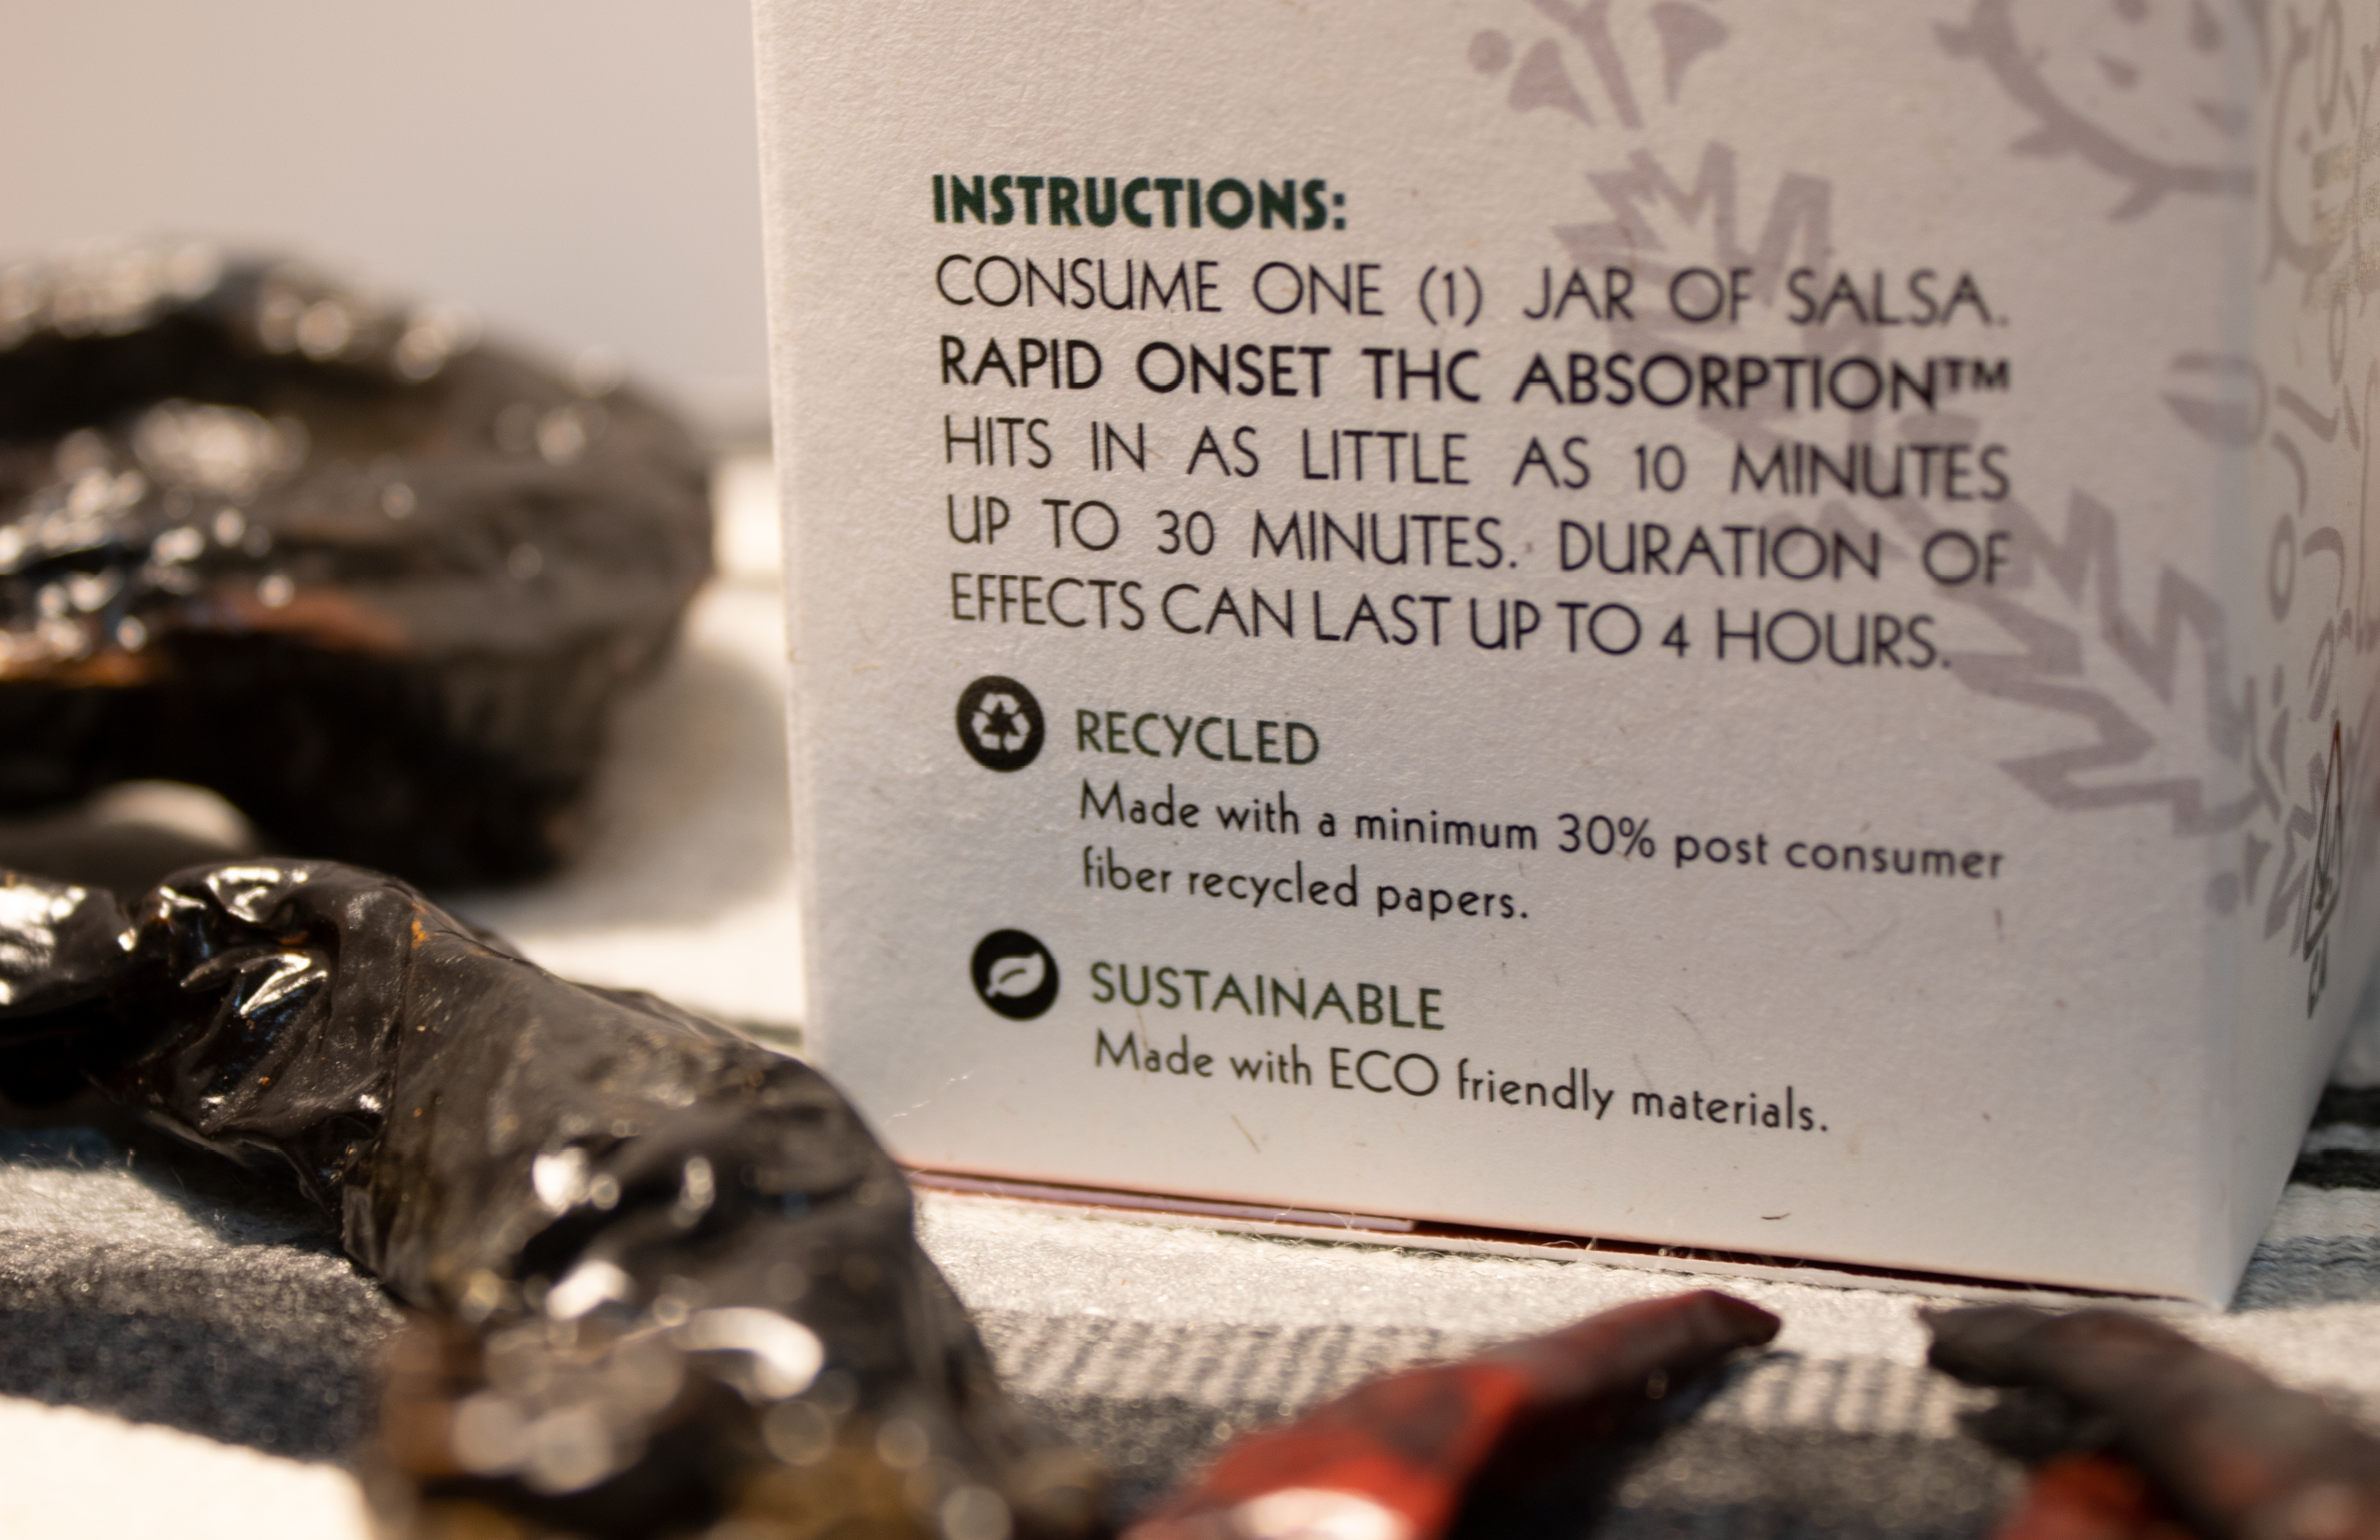 INSTRUCTIONS:
CONSUME ONE (1) JAR OF SALSA.
RAPID ONSET THC ABSORPTION™
HITS IN AS LITTLE AS 10 MINUTES
UP TO 30 MINUTES. DURATION OF
EFFECTS CAN LAST UP TO 4 HOURS.
RECYCLED
Made with a minimum 30% post consumer
fiber recycled papers.
SUSTAINABLE
Made with ECO friendly materials.